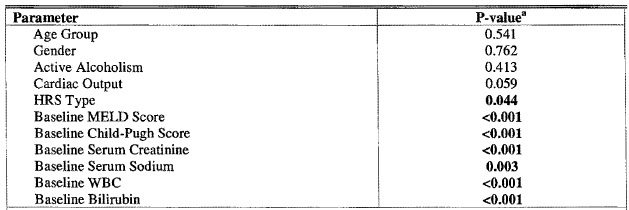 Parameter P-valueª
Age Group 0.541
Gender 0.762
Active Alcoholism 0.413
Cardiac Output 0.059
HRS Type 0.044
Baseline MELD Score <0.001
Baseline Child-Pugh Score <0.001
Baseline Serum Creatinine <0.001
Baseline Serum Sodium 0.003
Baseline WBC <0.001
Baseline Bilirubin <0.001